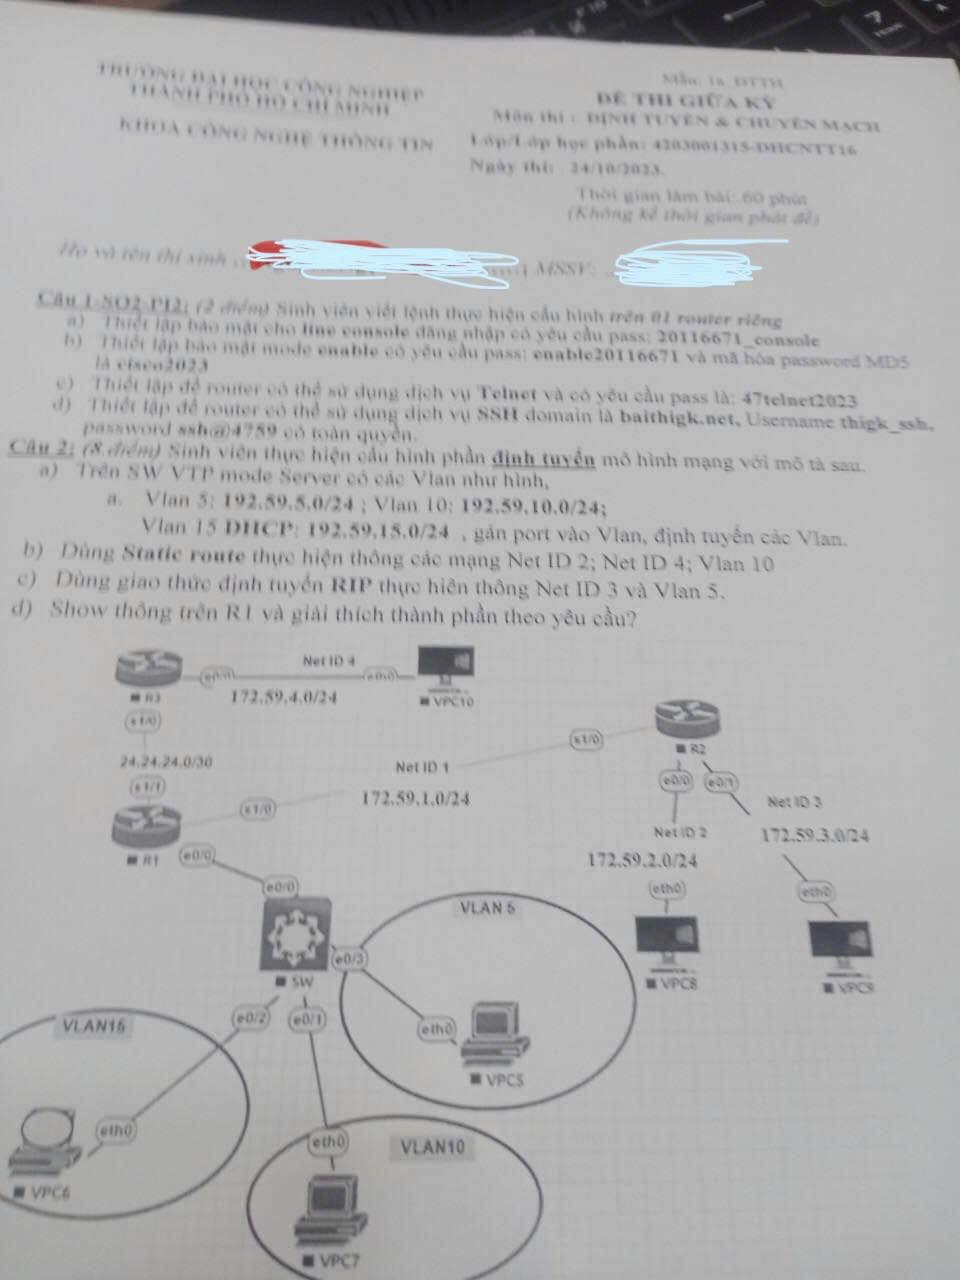 TRƯỜNG ĐẠI HỌC CÔNG NGHIỆP
THÀNH PHỐ HỒ CHÍ MINH
KHOA CÔNG NGHỆ THÔNG TIN
Mẫu 1a. ĐTTH
ĐỀ THI GIỮA KỲ
Môn thi : ĐỊNH TUYẾN & CHUYỂN MẠCH
Lớp/Lớp học phần: 4203001315-DHCNTT16
Ngày thi: 24/10/2023.
Thời gian làm bài: 60 phút
(Không kể thời gian phát đề)
Họ và tên thí sinh MSSV:
Câu 1-SO2-PI2: (2 điểm) Sinh viên viết lệnh thực hiện cấu hình trên 01 router riêng
a) Thiết lập bảo mật cho line console đăng nhập có yêu cầu pass: 20116671_console
b) Thiết lập bảo mật mode enable có yêu cầu pass: enable20116671 và mã hóa password MD5
là cisco2023
c) Thiết lập để router có thể sử dụng dịch vụ Telnet và có yêu cầu pass là: 47telnet2023
d) Thiết lập để router có thể sử dụng dịch vụ SSH domain là baithigk.net, Username thigk_ssh,
password ssh@4759 có toàn quyền.
Câu 2: (8 điểm) Sinh viên thực hiện cấu hình phần định tuyến mô hình mạng với mô tả sau.
a) Trên SW VTP mode Server có các Vlan như hình,
a. Vlan 5: 192.59.5.0/24 ; Vlan 10: 192.59.10.0/24;
Vlan 15 DHCP: 192.59.15.0/24 , gán port vào Vlan, định tuyến các Vlan.
b) Dùng Static route thực hiện thông các mạng Net ID 2; Net ID 4; Vlan 10
c) Dùng giao thức định tuyến RIP thực hiên thông Net ID 3 và Vlan 5.
d) Show thông trên R1 và giải thích thành phần theo yêu cầu?
Net ID 4
e0/0
eth0
R3
172.59.4.0/24
VPC10
s1/0
s1/0
R2
24.24.24.0/30
Net ID 1
s1/1
e0/0
e0/1
s1/0
172.59.1.0/24
Net ID 3
R1
e0/0
Net ID 2
172.59.3.0/24
172.59.2.0/24
e0/0
eth0
eth0
VLAN 5
e0/3
SW
VPC8
VPC9
VLAN15
e0/2
e0/1
eth0
VPC5
eth0
eth0
VLAN10
VPC6
VPC7